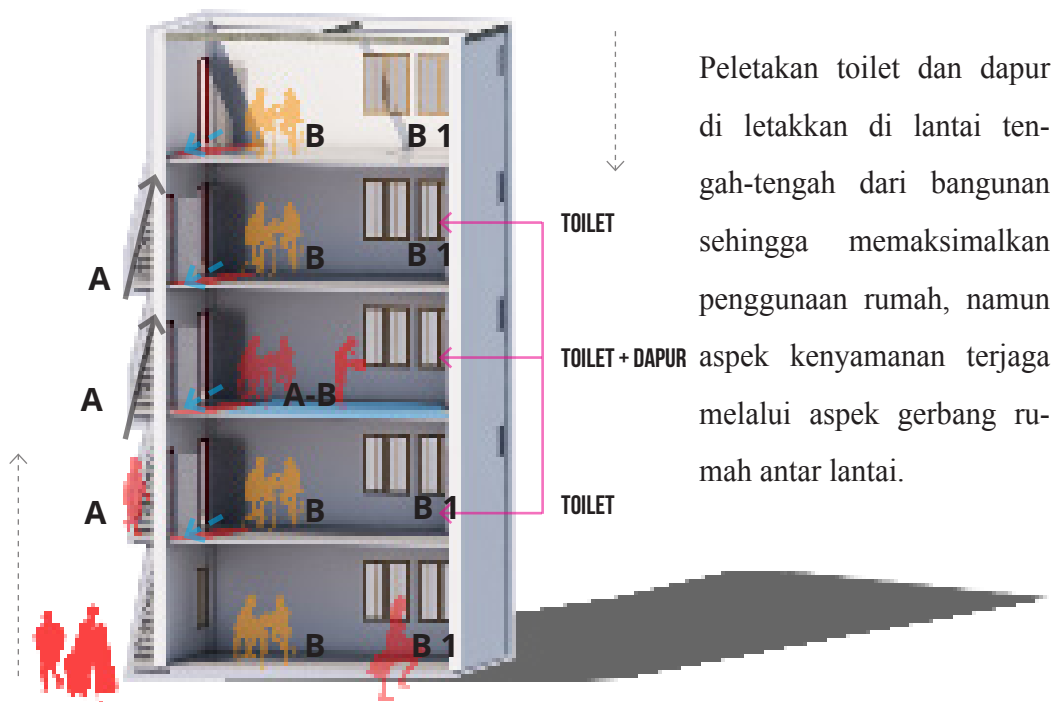 Peletakan toilet dan dapur
di letakkan di lantai ten-
gah-tengah dari bangunan
sehingga memaksimalkan
penggunaan rumah, namun
aspek kenyamanan terjaga
melalui aspek gerbang ru-
mah antar lantai.
B
B 1
TOILET
A
B
B 1
TOILET + DAPUR
A
A-B
TOILET
A
B
B 1
B
B 1